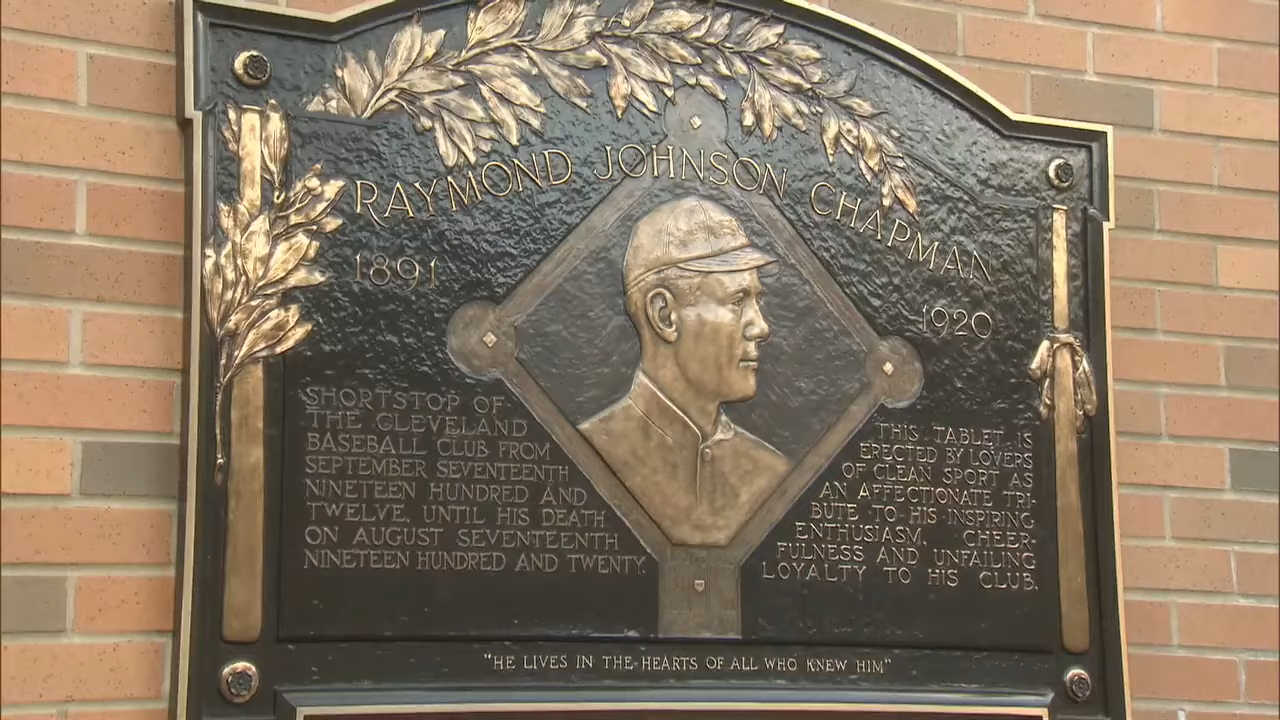 RAYMOND JOHNSON CHAPMAN
1891
1920
SHORTSTOP OF
THE CLEVELAND
BASEBALL CLUB FROM
SEPTEMBER SEVENTEENTH
NINETEEN HUNDRED AND
TWELVE, UNTIL HIS DEATH
ON AUGUST SEVENTEENTH
NINETEEN HUNDRED AND TWENTY.
THIS TABLET IS
ERECTED BY LOVERS
OF CLEAN SPORT AS
AN AFFECTIONATE TRI-
BUTE TO HIS INSPIRING
ENTHUSIASM, CHEER-
FULNESS AND UNFAILING
LOYALTY TO HIS CLUB.
"HE LIVES IN THE HEARTS OF ALL WHO KNEW HIM"